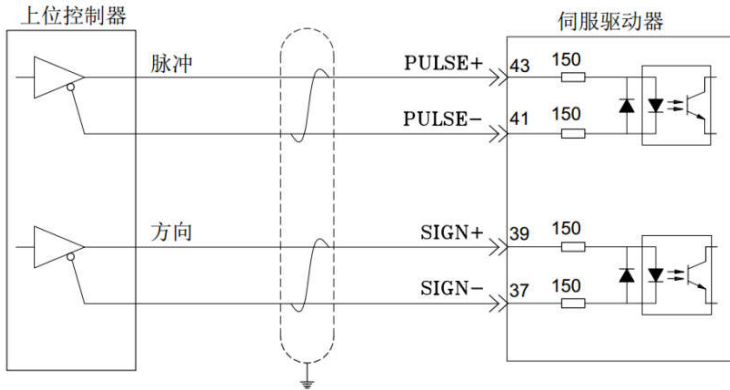 上位控制器
伺服驱动器
脉冲
PULSE+
43
150
PULSE-
41
150
方向
SIGN+
39
150
SIGN-
37
150